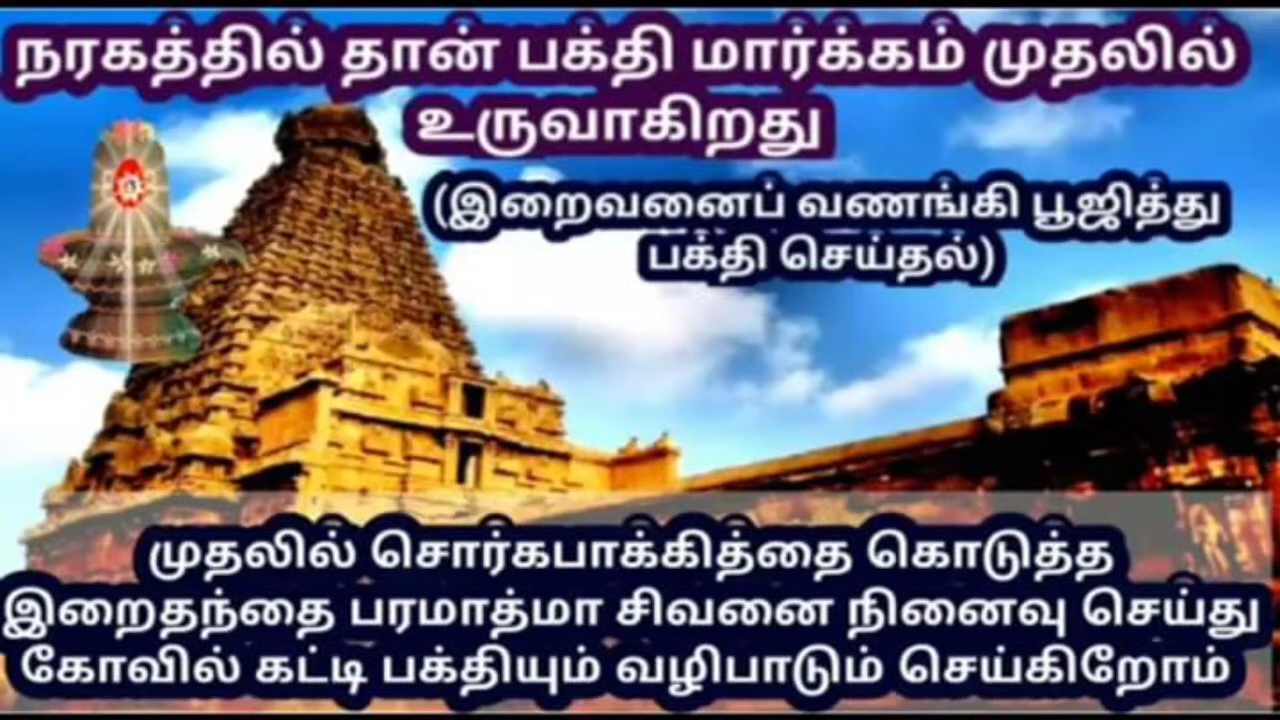 நரகத்தில் தான் பக்தி மார்க்கம் முதலில்
உருவாகிறது
(இறைவனைப் வணங்கி பூஜித்து
பக்தி செய்தல்)
முதலில் சொர்கபாக்கித்தை கொடுத்த
இறைதந்தை பரமாத்மா சிவனை நினைவு செய்து
கோவில் கட்டி பக்தியும் வழிபாடும் செய்கிறோம்